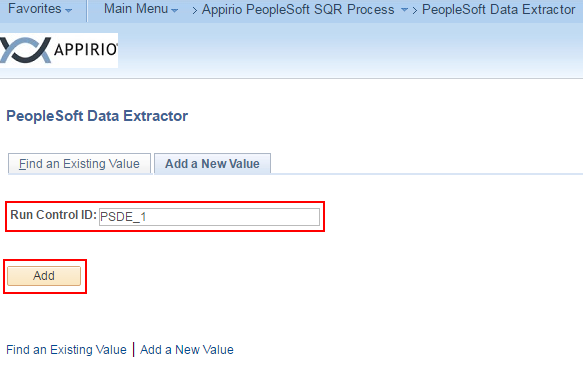 Favorites Main Menu > Appirio PeopleSoft SQR Process > PeopleSoft Data Extractor
APPIRIO
PeopleSoft Data Extractor
Find an Existing Value Add a New Value
Run Control ID: PSDE_1
Add
Find an Existing Value | Add a New Value